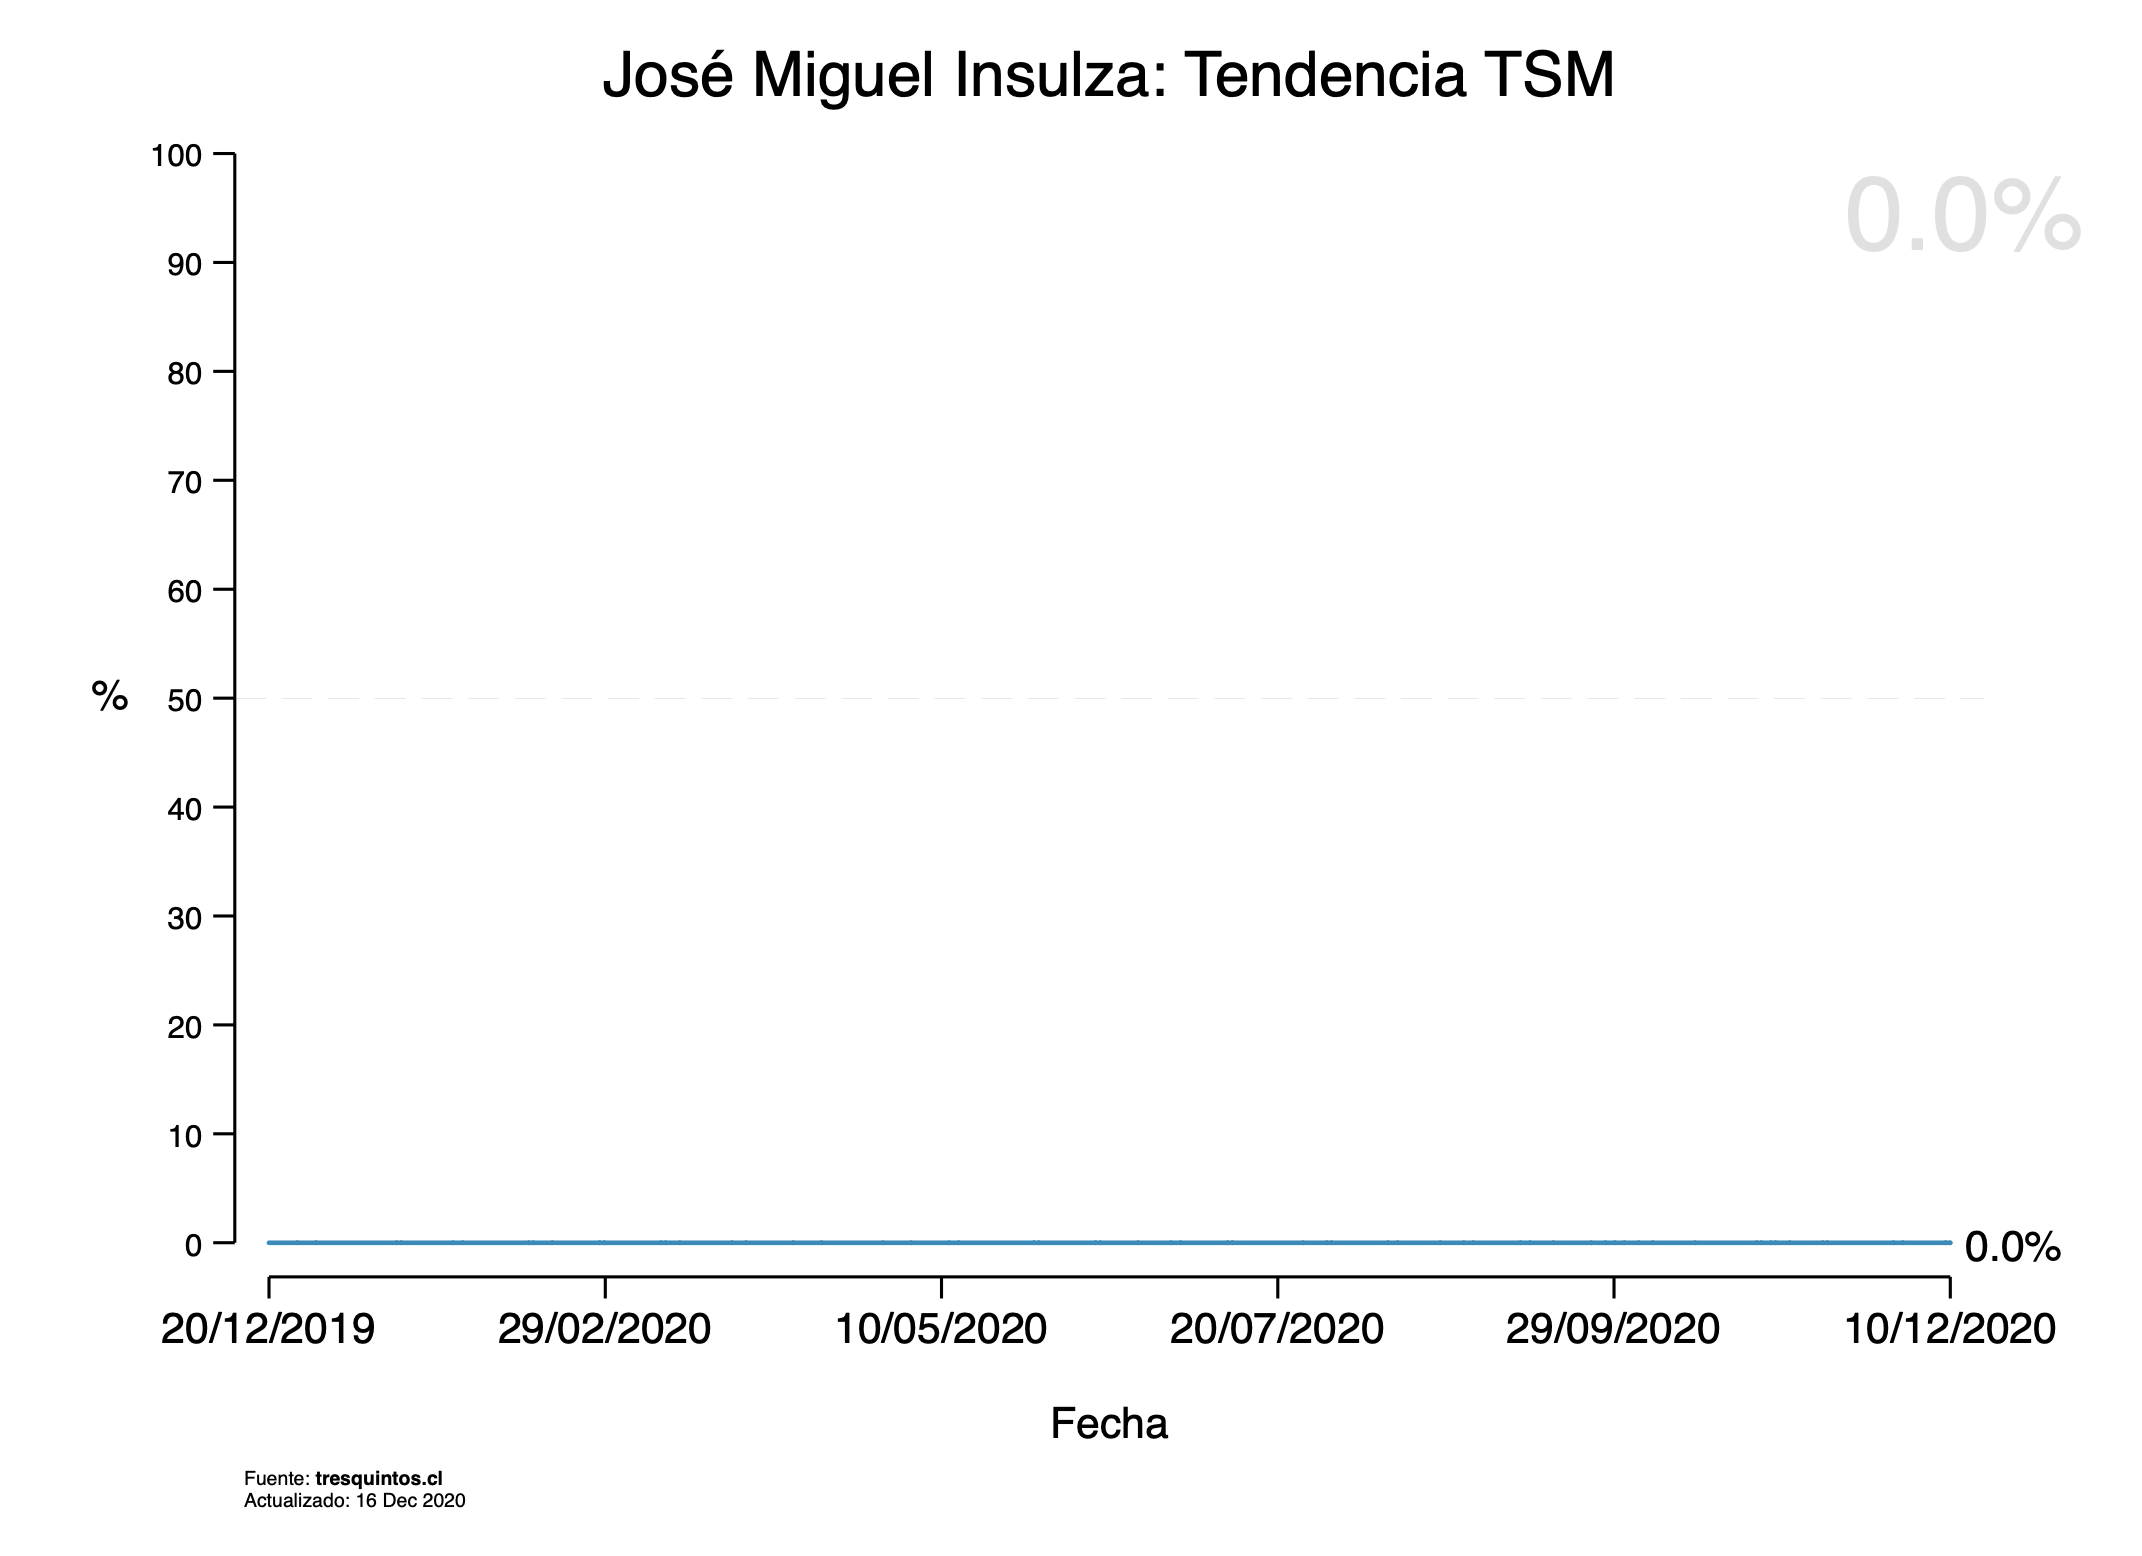 José Miguel Insulza: Tendencia TSM
0.0%
100
90
80
70
60
50
40
30
20
10
0
%
0.0%
20/12/2019 29/02/2020 10/05/2020 20/07/2020 29/09/2020 10/12/2020
Fecha
Fuente: tresquintos.cl
Actualizado: 16 Dec 2020